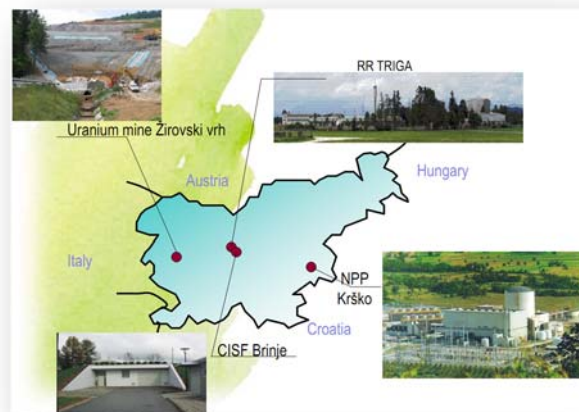 RR TRIGA
Uranium mine Žirovski vrh
Austria
Hungary
Italy
NPP
Krško
Croatia
CISF Brinje